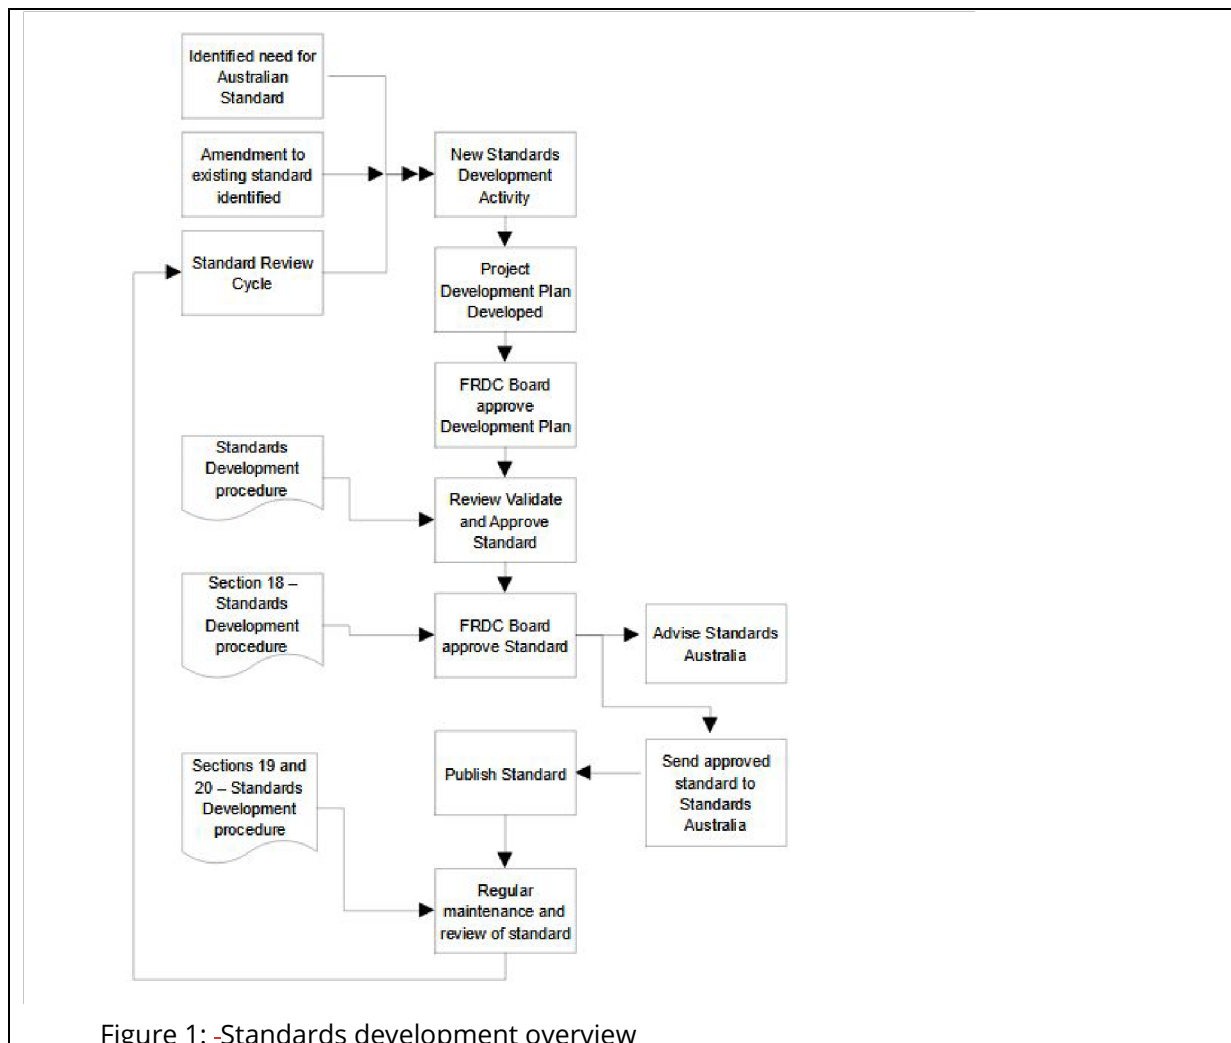 Identified need for
Australian
Standard
Amendment to
existing standard
identified
New Standards
Development
Activity
Standard Review
Cycle
Project
Development Plan
Developed
FRDC Board
approve
Development Plan
Standards
Development
procedure
Review Validate
and Approve
Standard
Section 18 –
Standards
Development
procedure
FRDC Board
approve Standard
Advise Standards
Australia
Send approved
standard to
Standards
Australia
Publish Standard
Sections 19 and
20 – Standards
Development
procedure
Regular
maintenance and
review of standard
Figure 1: -Standards development overview